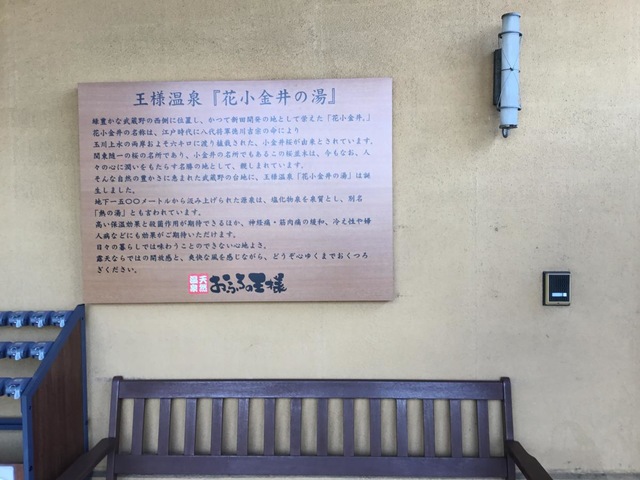 王様温泉『花小金井の湯』
緑豊かな武蔵野の西側に位置し、かつて新田開発の地として栄えた「花小金井。」
花小金井の名称は、江戸時代に八代将軍徳川吉宗の命により
玉川上水の両岸およそ六キロに渡り植栽された、小金井桜が由来とされています。
関東随一の桜の名所であり、小金井の名所でもあるこの桜並木は、今もなお、人
々の心に潤いをもたらす名勝の地として、親しまれています。
そんな自然の豊かさに恵まれた武蔵野の台地に、王様温泉「花小金井の湯」は誕
生しました。
地下一五〇〇メートルから汲み上げられた源泉は、塩化物泉を泉質とし、別名
「熱の湯」とも言われています。
高い保温効果と殺菌作用が期待できるほか、神経痛・筋肉痛の緩和、冷え性や婦
人病などにも効果がご期待いただけます。
日々の暮らしでは味わうことのできない心地よさ。
露天ならではの開放感と、爽快な風を感じながら、どうぞ心ゆくまでおくつろ
ぎください。
天然温泉 おふろの王様